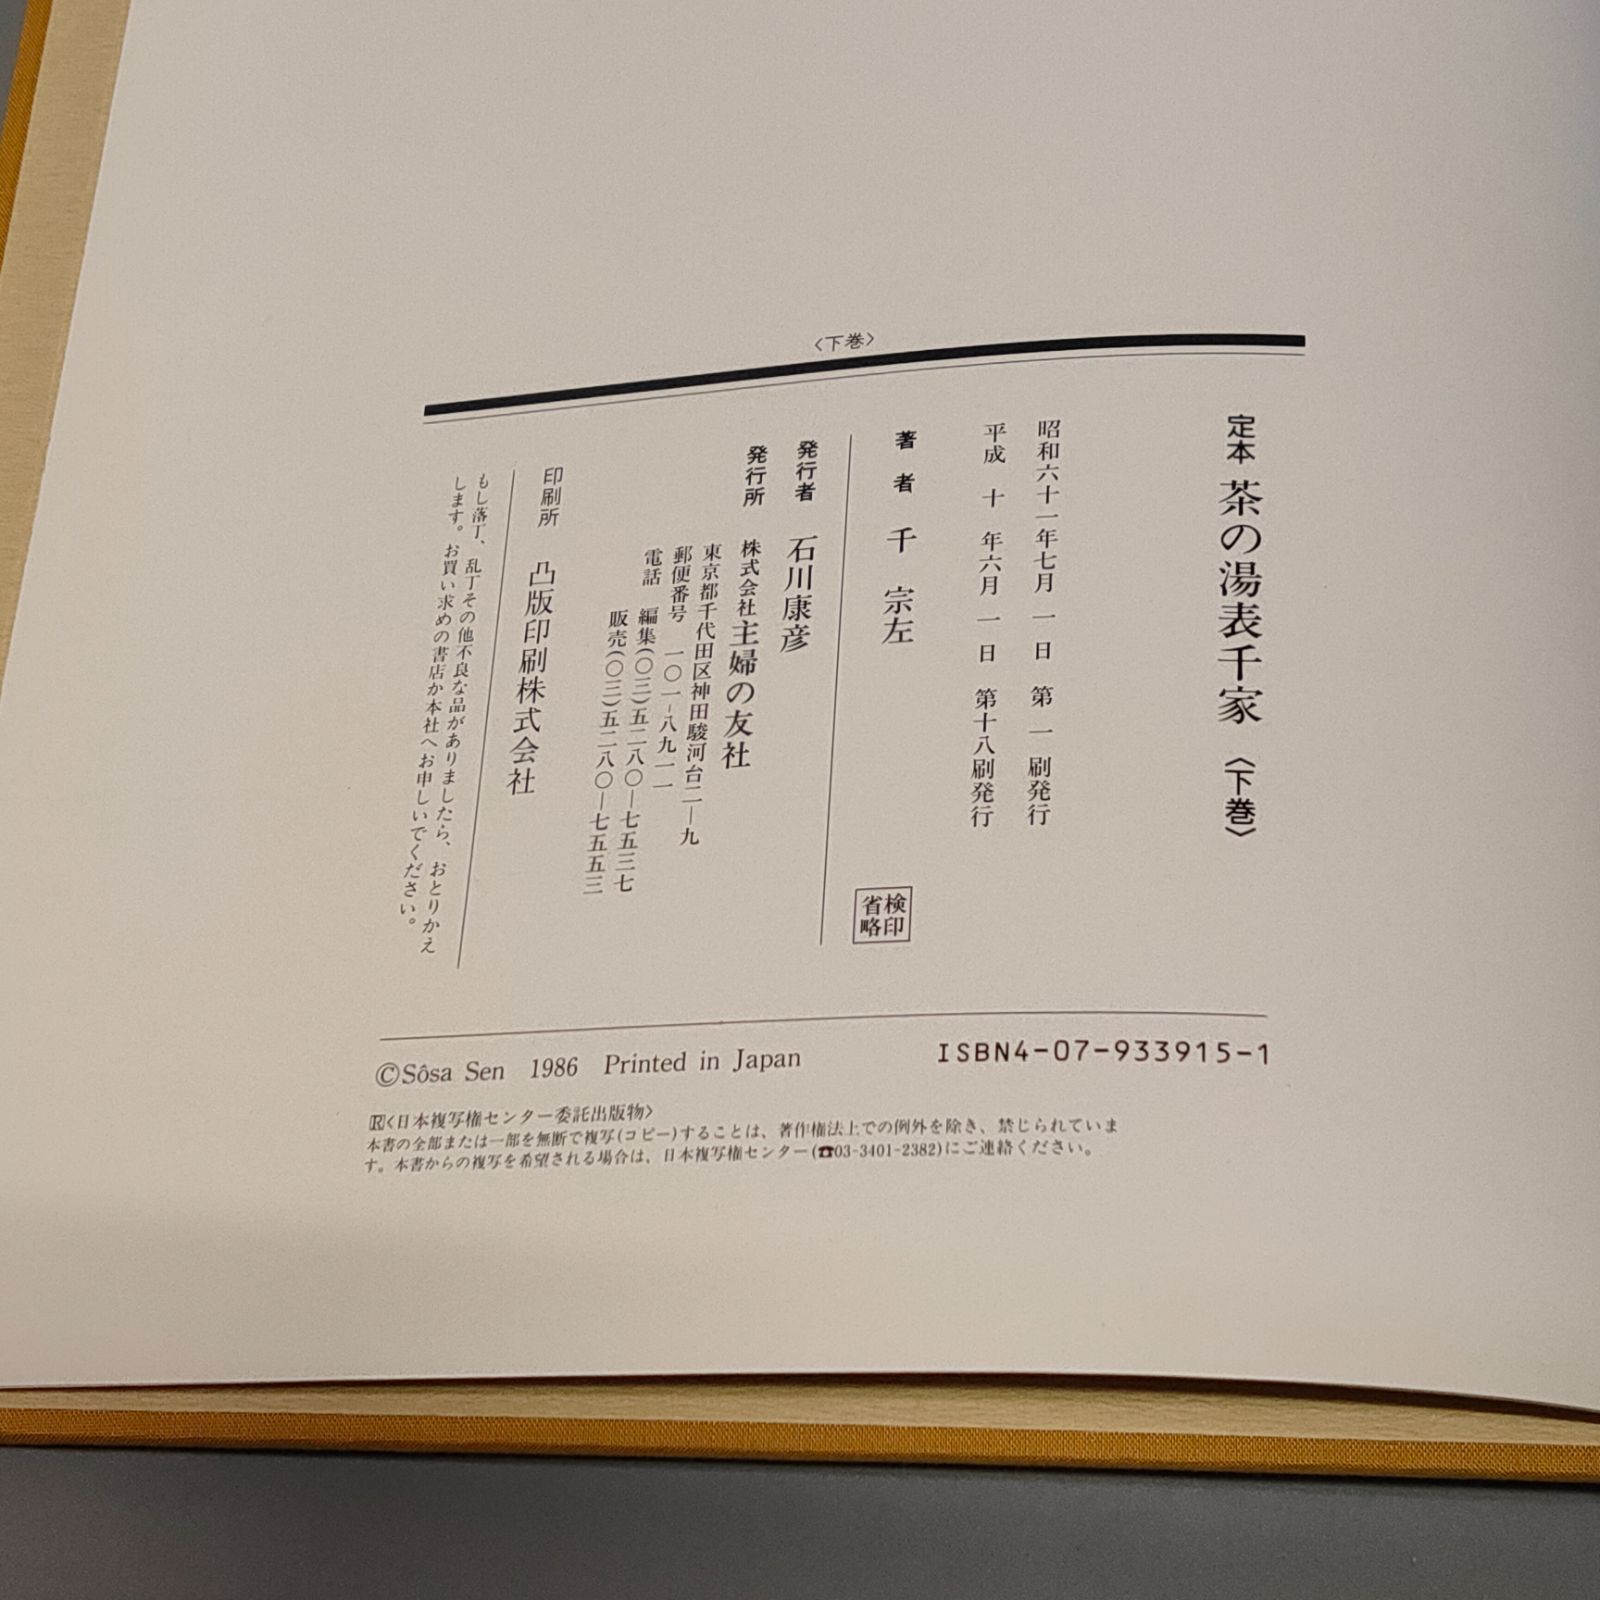 〈下巻〉
定本 茶の湯表千家〈下巻〉
昭和六十一年七月 一 日 第 一 刷発行
平成 十 年六月 一 日 第十八刷発行
著 者 千 宗左
検印
省略
発行者 石川康彦
発行所 株式会社主婦の友社
東京都千代田区神田駿河台二―九
郵便番号 一〇一-八九一一
電話 編集(〇三)五二八〇―七五三七
販売(〇三)五二八〇―七五五三
印刷所 凸版印刷株式会社
もし落丁、乱丁その他不良な品がありましたら、おとりかえ
します。お買い求めの書店か本社へお申しいでください。
©Sôsa Sen 1986 Printed in Japan
ISBN4-07-933915-1
R〈日本複写権センター委託出版物〉
本書の全部または一部を無断で複写(コピー)することは、著作権法上での例外を除き、禁じられていま
す。本書からの複写を希望される場合は、日本複写権センター(☎03-3401-2382)にご連絡ください。